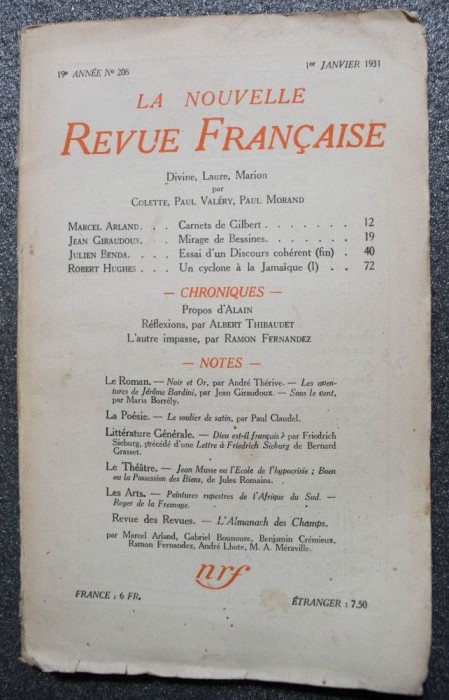 19e ANNÉE No 208 1er JANVIER 1931
LA NOUVELLE
REVUE FRANÇAISE
Divine, Laure, Marion
par
COLETTE, PAUL VALÉRY, PAUL MORAND
MARCEL ARLAND. . . Carnets de Gilbert . . . . . . . 12
JEAN GIRAUDOUX. . . Mirage de Bessines. . . . . . . 19
JULIEN BENDA. . . . Essai d'un Discours cohérent (fin) . 40
ROBERT HUGHES . . . Un cyclone à la Jamaïque (I) . . 72
— CHRONIQUES —
Propos d'ALAIN
Réflexions, par ALBERT THIBAUDET
L'autre impasse, par RAMON FERNANDEZ
— NOTES —
Le Roman. — Noir et Or, par André Thérive. — Les aven-
tures de Jérôme Bardini, par Jean Giraudoux. — Sous le vent,
par Maria Borrély.
La Poésie. — Le soulier de satin, par Paul Claudel.
Littérature Générale. — Dieu est-il français ? par Friedrich
Sieburg, précédé d'une Lettre à Friedrich Sieburg de Bernard
Grasset.
Le Théâtre. — Jean Musse ou l'Ecole de l'hypocrisie ; Boen
ou la Possession des Biens, de Jules Romains.
Les Arts. — Peintures rupestres de l'Afrique du Sud. —
Roger de la Fresnaye.
Revue des Revues. — L'Almanach des Champs.
par Marcel Arland, Gabriel Bounoure, Benjamin Crémieux,
Ramon Fernandez, André Lhote, M. A. Méraville.
nrf
FRANCE : 6 FR. ÉTRANGER : 7.50